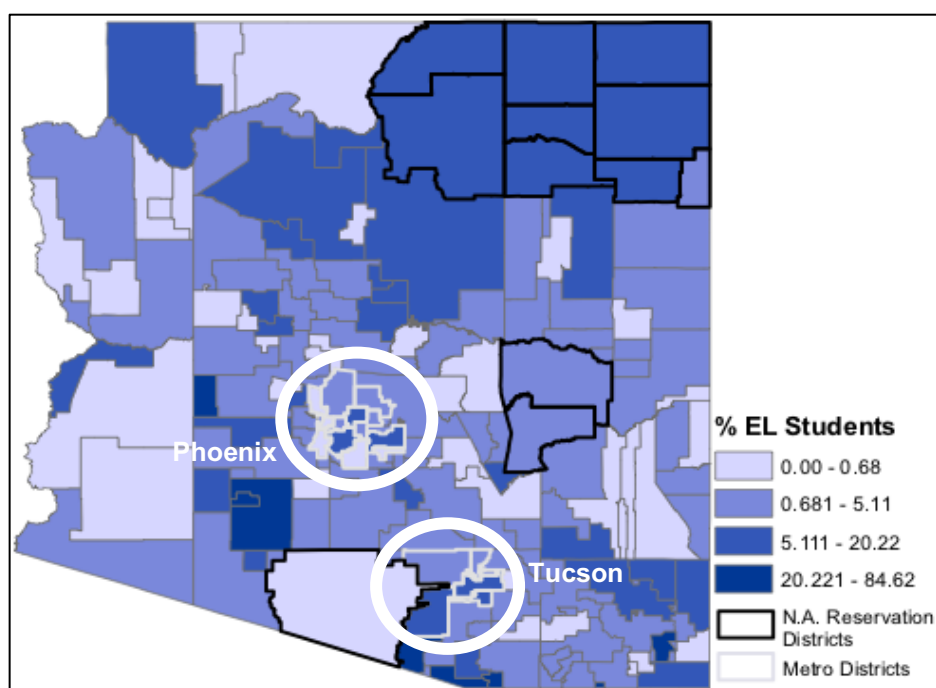 Phoenix
Tucson
% EL Students
0.00 - 0.68
0.681 - 5.11
5.111 - 20.22
20.221 - 84.62
N.A. Reservation
Districts
Metro Districts